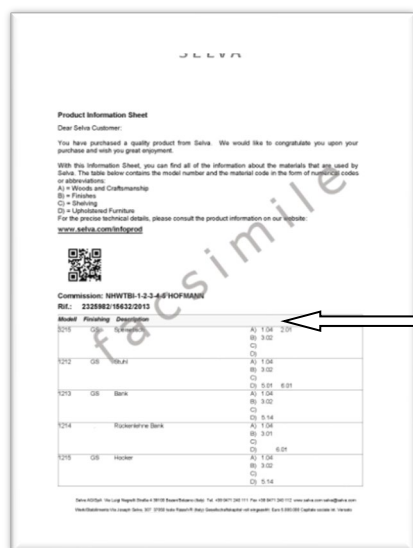 SELVA
Product Information Sheet
Dear Selva Customer:
You have purchased a quality product from Selva. We would like to congratulate you upon your
purchase and wish you great enjoyment.
With this Information Sheet, you can find all of the information about the materials that are used by
Selva. The table below contains the model number and the material code in the form of numerical codes
or abbreviations:
A) = Woods and Craftsmanship
B) = Finishes
C) = Shelving
D) = Upholstered Furniture
For the precise technical details, please consult the product information on our website:
www.selva.com/infoprod
facsimile
Commission: NHWTBI-1-2-3-4-6 HOFMANN
Rif.: 2325982/15632/2013
Modell Finishing Description
3215 GS A) 1.04 2.01
B) 3.02
C)
D)
1212 GS Stuhl A) 1.04
B) 3.02
C)
D) 5.01 6.01
1213 GS Bank A) 1.04
B) 3.02
C)
D) 5.14
1214 Rückenlehne Bank A) 1.04
B) 3.01
C)
D) 6.01
1215 GS Hocker A) 1.04
B) 3.02
C)
D) 5.14